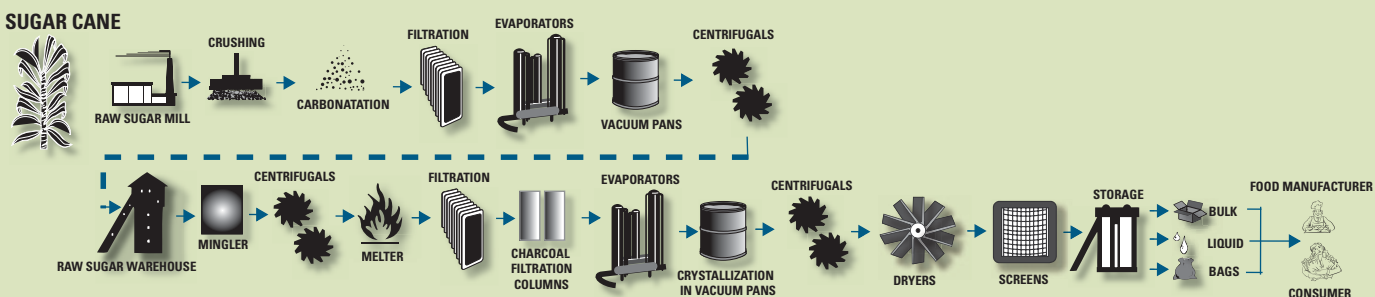 SUGAR CANE
RAW SUGAR MILL
CRUSHING
CARBONATATION
FILTRATION
EVAPORATORS
VACUUM PANS
CENTRIFUGALS
RAW SUGAR WAREHOUSE
MINGLER
CENTRIFUGALS
MELTER
FILTRATION
CHARCOAL
FILTRATION
COLUMNS
EVAPORATORS
CRYSTALLIZATION
IN VACUUM PANS
CENTRIFUGALS
DRYERS
SCREENS
STORAGE
BULK
LIQUID
BAGS
FOOD MANUFACTURER
CONSUMER